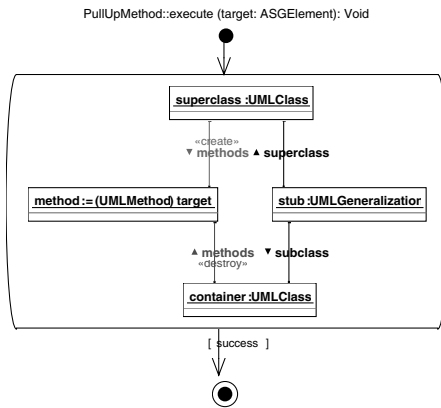 PullUpMethod::execute (target: ASGElement): Void
superclass :UMLClass
«create»
▼ methods ▲ superclass
method := (UMLMethod) target
stub :UMLGeneralization
▲ methods ▼ subclass
«destroy»
container :UMLClass
[ success ]